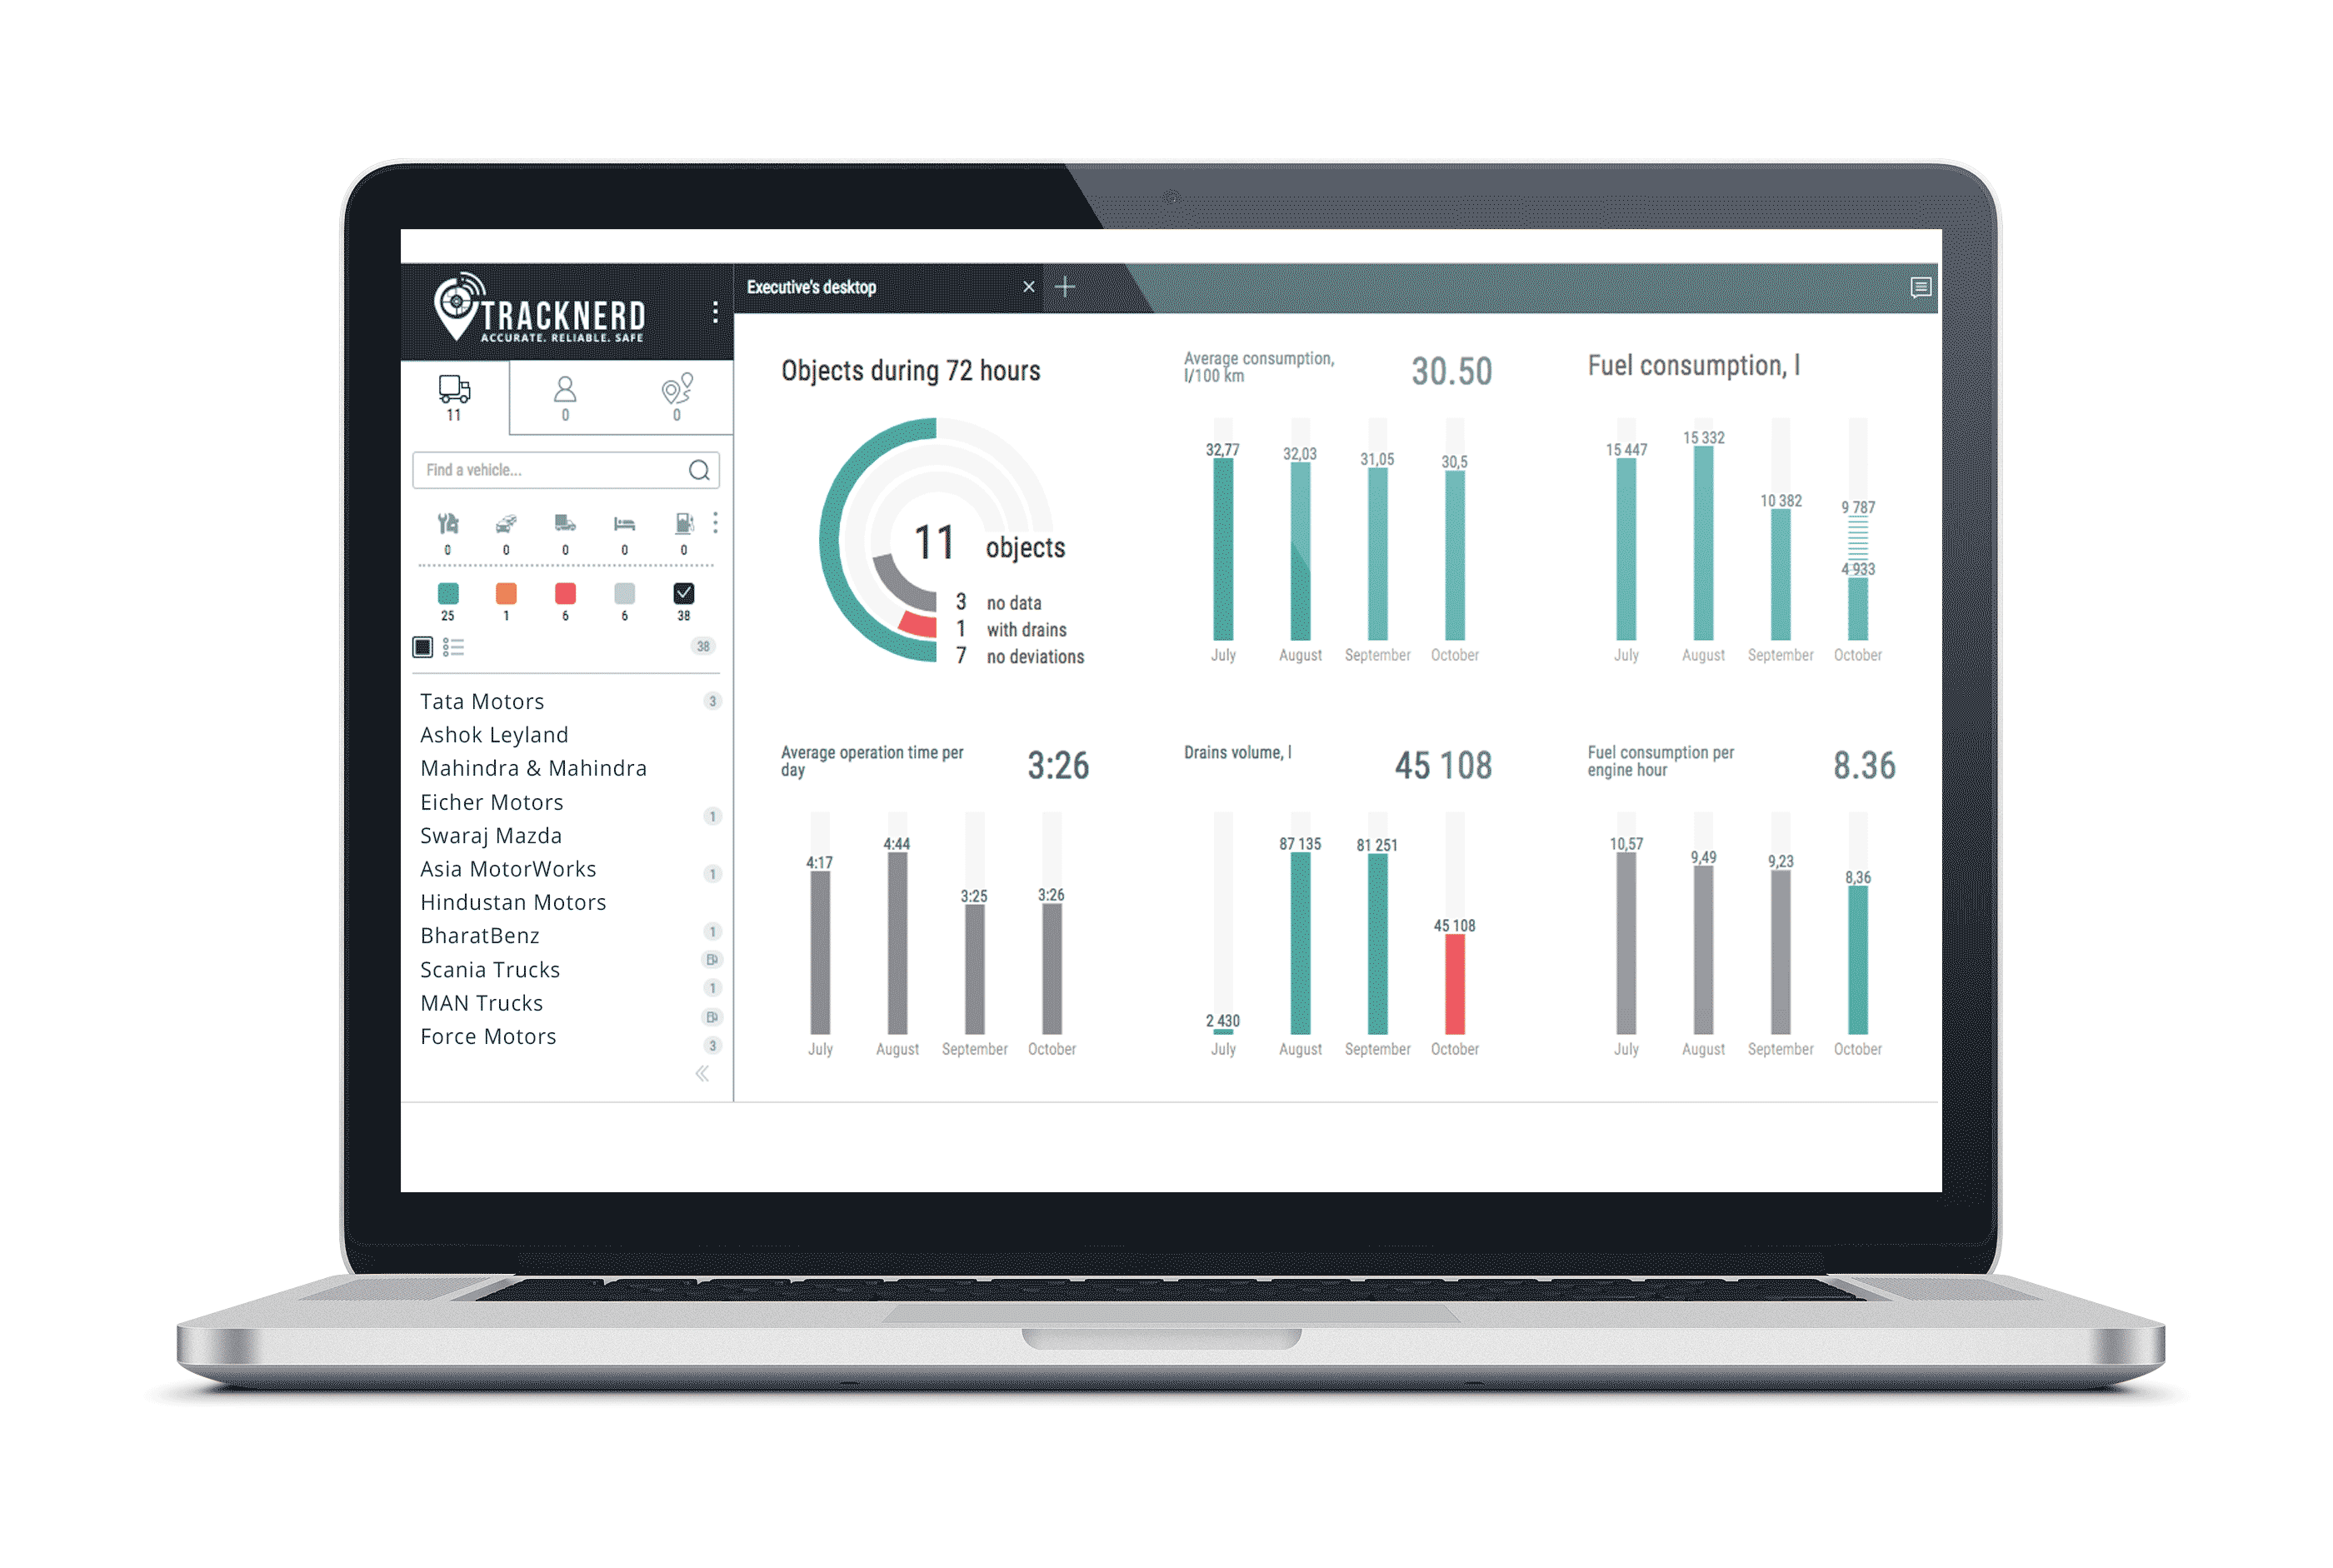 TRACKNERD
ACCURATE. RELIABLE. SAFE
Executive's desktop
11
0
0
Find a vehicle...
0
0
0
0
0
25
1
6
6
38
38
Tata Motors
3
Ashok Leyland
Mahindra & Mahindra
Eicher Motors
1
Swaraj Mazda
Asia MotorWorks
1
Hindustan Motors
BharatBenz
1
Scania Trucks
1
MAN Trucks
Force Motors
3
Objects during 72 hours
11 objects
3 no data
1 with drains
7 no deviations
Average consumption,
l/100 km
30.50
32,77
32,03
31,05
30,5
July
August
September
October
Fuel consumption, l
15 447
15 332
10 382
9 787
4 933
July
August
September
October
Average operation time per
day
3:26
4:17
4:44
3:25
3:26
July
August
September
October
Drains volume, l
45 108
2 430
87 135
81 251
45 108
July
August
September
October
Fuel consumption per
engine hour
8.36
10,57
9,49
9,23
8,36
July
August
September
October